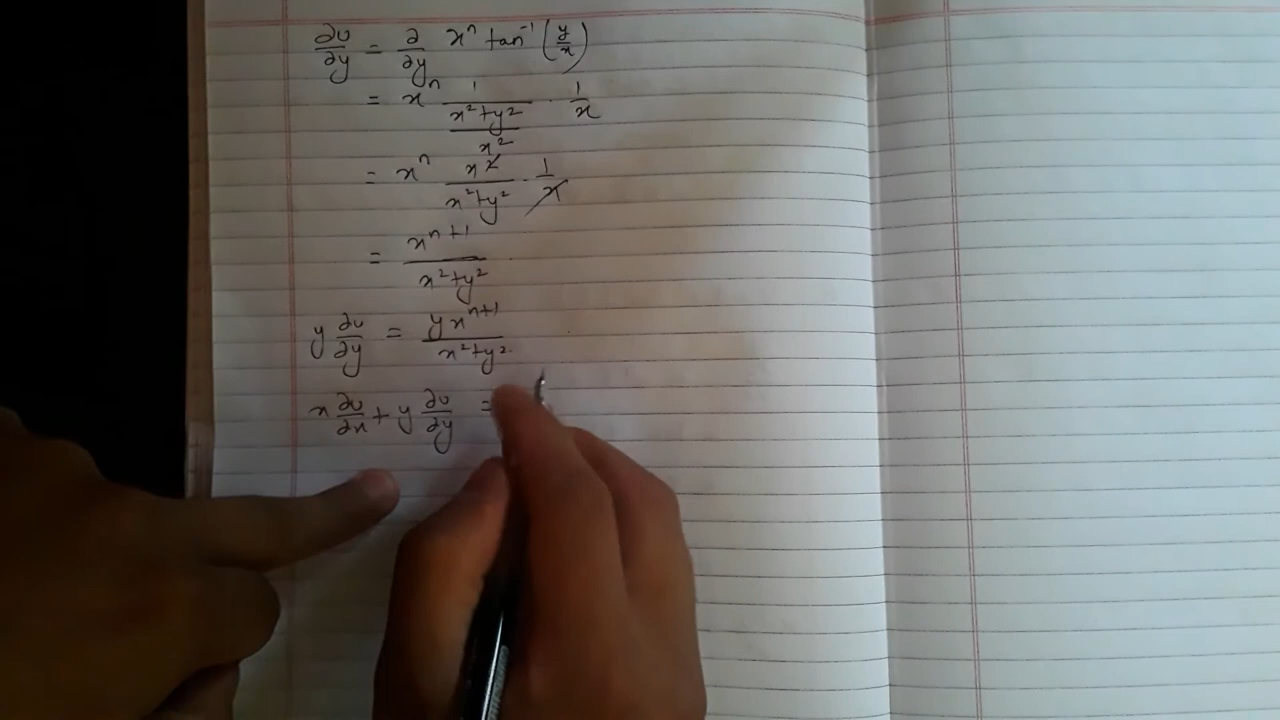 ∂u/∂y = ∂/∂y xⁿ tan⁻¹ (y/x)
= xⁿ 1/((x²+y²)/x²) · 1/x
= xⁿ x²/(x²+y²) · 1/x
= xⁿ⁺¹/(x²+y²)
y ∂u/∂y = y xⁿ⁺¹/(x²+y²)
x ∂u/∂x + y ∂u/∂y =